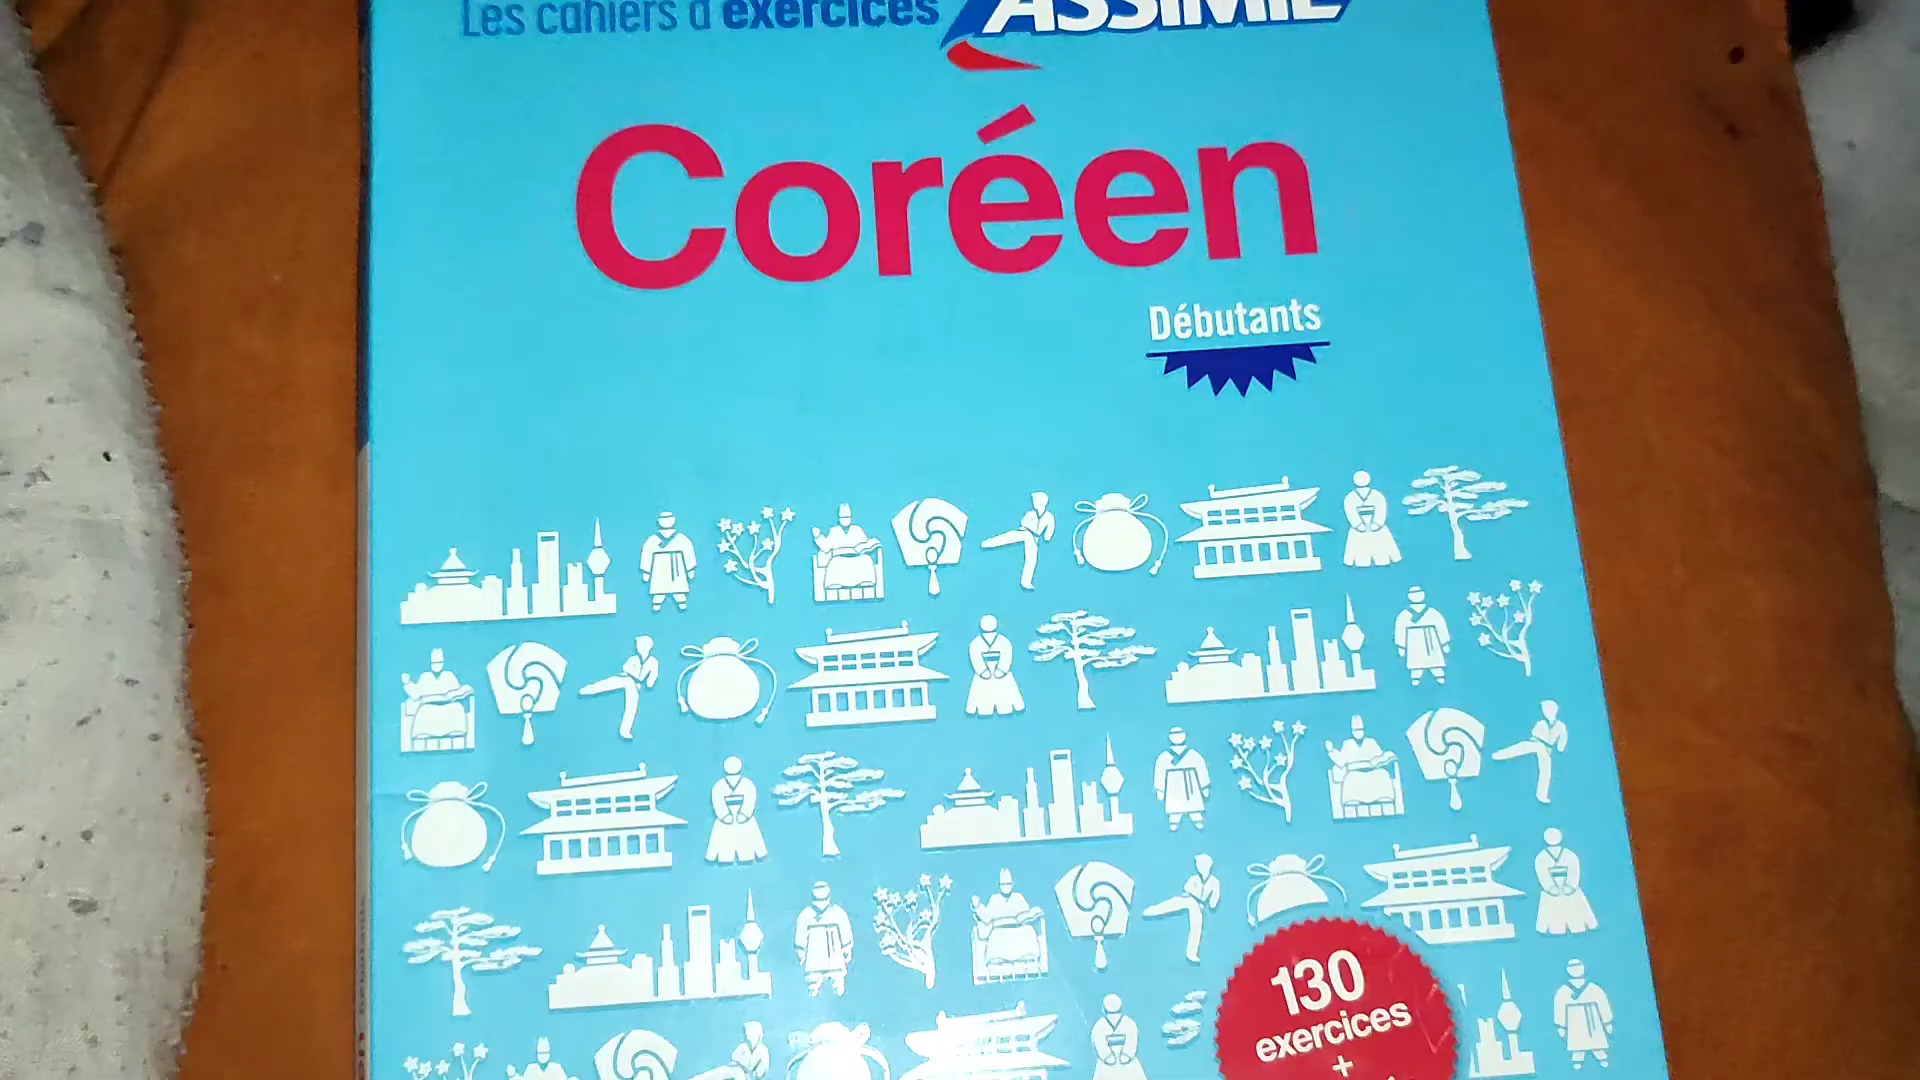 Les cahiers d'exercices ASSIMIL
Coréen
Débutants
130
exercices
+